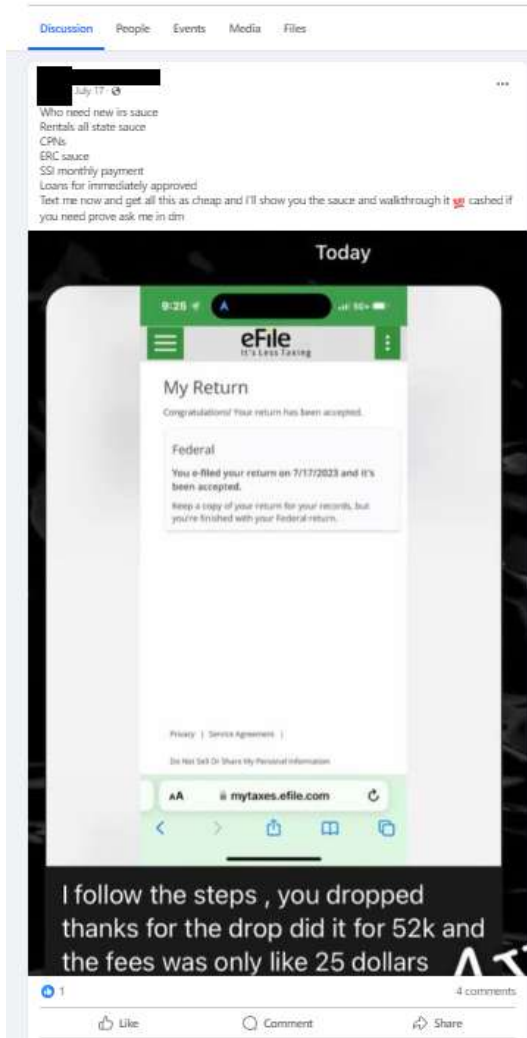 Discussion People Events Media Files
July 17
Who need new irs sauce
Rentals all state sauce
CPNs
ERC sauce
SSI monthly payment
Loans for immediately approved
Text me now and get all this as cheap and i'll show you the sauce and walkthrough it 💯 cashed if
you need prove ask me in dm
Today
9:26 5G+
eFile
It's Less Taxing
My Return
Congratulations! Your return has been accepted.
Federal
You e-filed your return on 7/17/2023 and it's
been accepted.
Keep a copy of your return for your records, but
you're finished with your Federal return.
Privacy | Service Agreement |
Do Not Sell Or Share My Personal Information
AA mytaxes.efile.com
I follow the steps , you dropped
thanks for the drop did it for 52k and
the fees was only like 25 dollars
1 4 comments
Like Comment Share